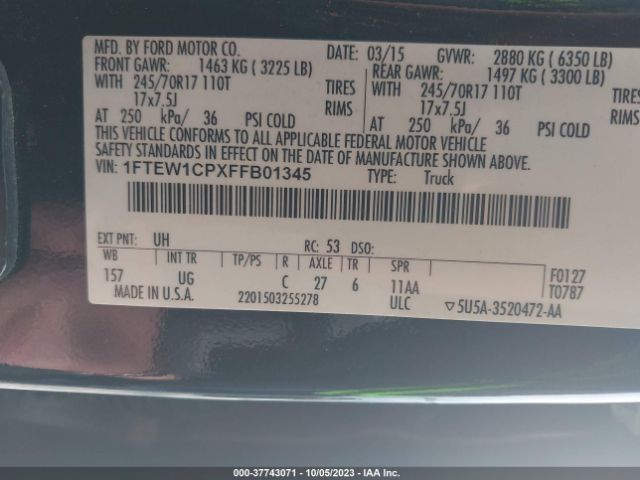 MFD. BY FORD MOTOR CO.
DATE: 03/15 GVWR: 2880 KG ( 6350 LB)
FRONT GAWR: 1463 KG ( 3225 LB) REAR GAWR: 1497 KG ( 3300 LB)
WITH 245/70R17 110T TIRES WITH 245/70R17 110T TIRES
17x7.5J RIMS 17x7.5J RIMS
AT 250 kPa/ 36 PSI COLD AT 250 kPa/ 36 PSI COLD
THIS VEHICLE CONFORMS TO ALL APPLICABLE FEDERAL MOTOR VEHICLE
SAFETY STANDARDS IN EFFECT ON THE DATE OF MANUFACTURE SHOWN ABOVE.
VIN: 1FTEW1CPXFFB01345 TYPE: Truck
EXT PNT: UH RC: 53 DSO:
WB INT TR TP/PS R AXLE TR SPR F0127
157 UG C 27 6 11AA T0787
MADE IN U.S.A. 2201503255278 ULC ▽5U5A-3520472-AA
000-37743071 - 10/05/2023 - IAA Inc.